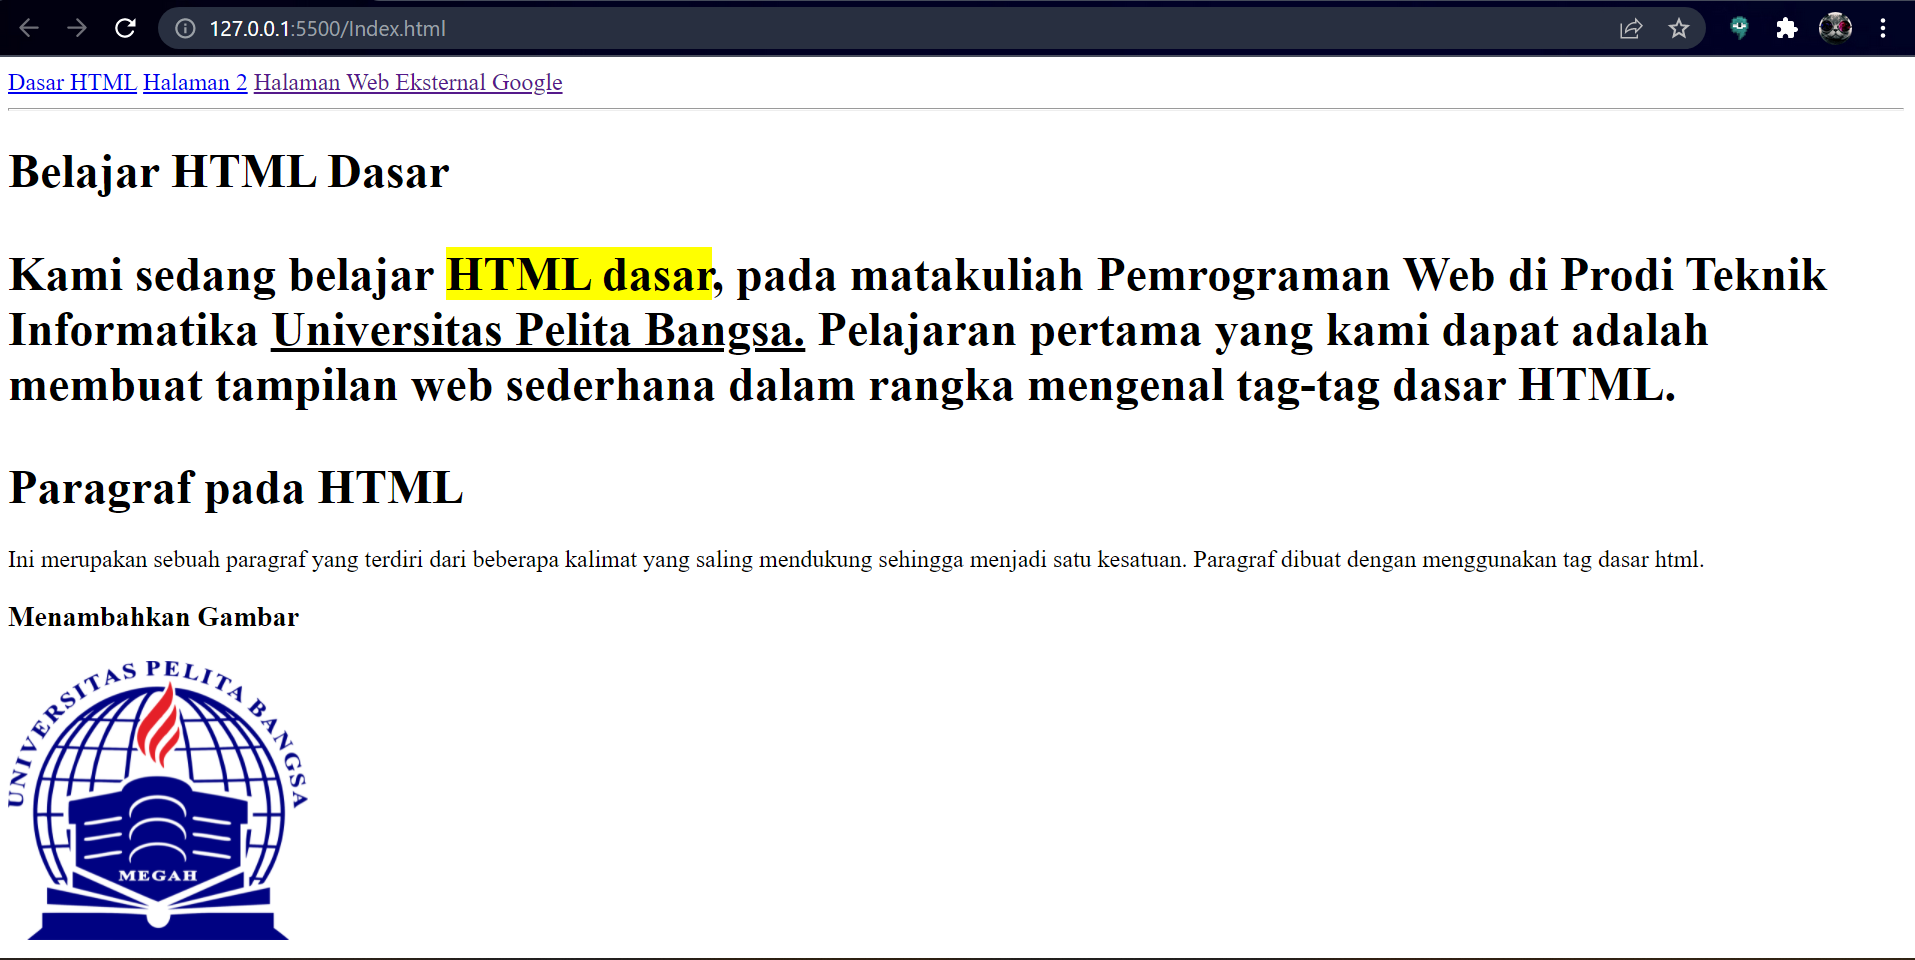 127.0.0.1:5500/Index.html
Dasar HTML Halaman 2 Halaman Web Eksternal Google
Belajar HTML Dasar
Kami sedang belajar HTML dasar, pada matakuliah Pemrograman Web di Prodi Teknik
Informatika Universitas Pelita Bangsa. Pelajaran pertama yang kami dapat adalah
membuat tampilan web sederhana dalam rangka mengenal tag-tag dasar HTML.
Paragraf pada HTML
Ini merupakan sebuah paragraf yang terdiri dari beberapa kalimat yang saling mendukung sehingga menjadi satu kesatuan. Paragraf dibuat dengan menggunakan tag dasar html.
Menambahkan Gambar
UNIVERSITAS PELITA BANGSA
MEGAH